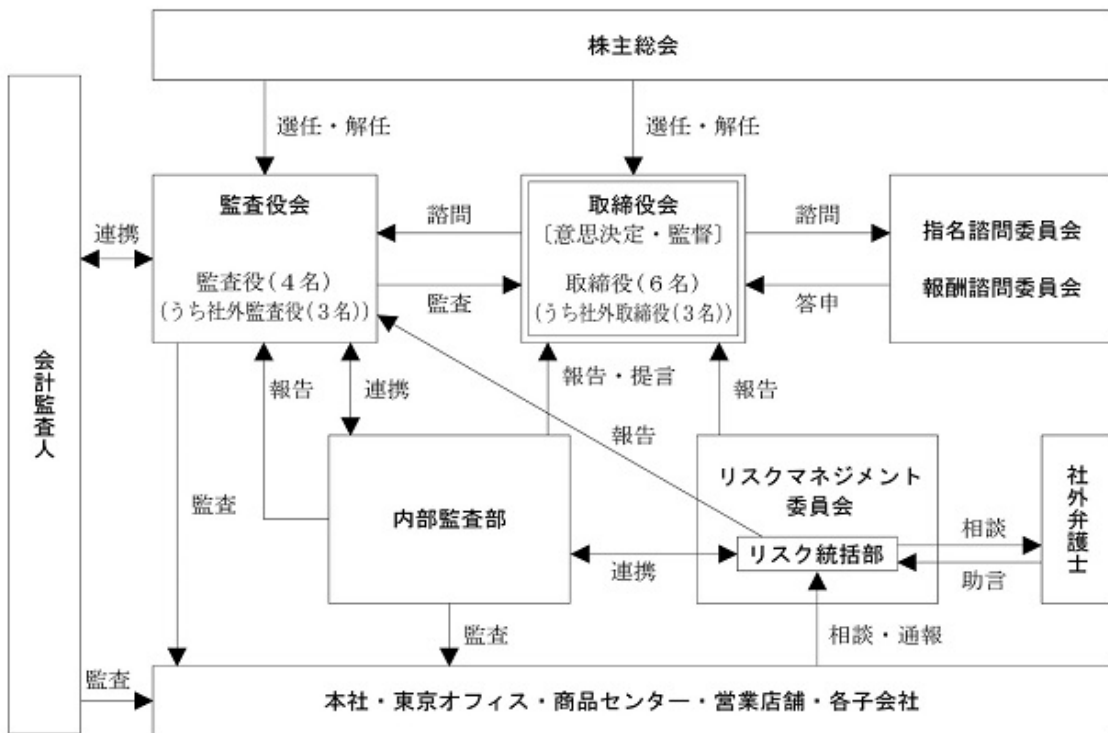 株主総会
選任・解任
選任・解任
監査役会
監査役(4名)
(うち社外監査役(3名))
諮問
監査
取締役会
〔意思決定・監督〕
取締役(6名)
(うち社外取締役(3名))
諮問
答申
指名諮問委員会
報酬諮問委員会
連携
会計監査人
報告
連携
報告・提言
報告
報告
監査
内部監査部
連携
リスクマネジメント
委員会
リスク統括部
相談
助言
社外弁護士
監査
相談・通報
監査
本社・東京オフィス・商品センター・営業店舗・各子会社